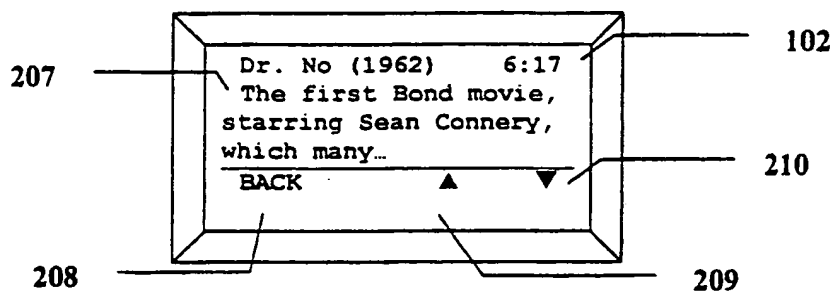 Dr. No (1962) 6:17
102
207
The first Bond movie,
starring Sean Connery,
which many…
210
BACK ▲ ▼
208
209